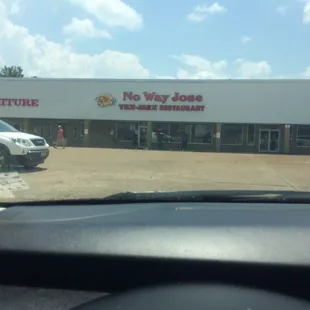 ITURE
No Way Jose
TEX-MEX RESTAURANT